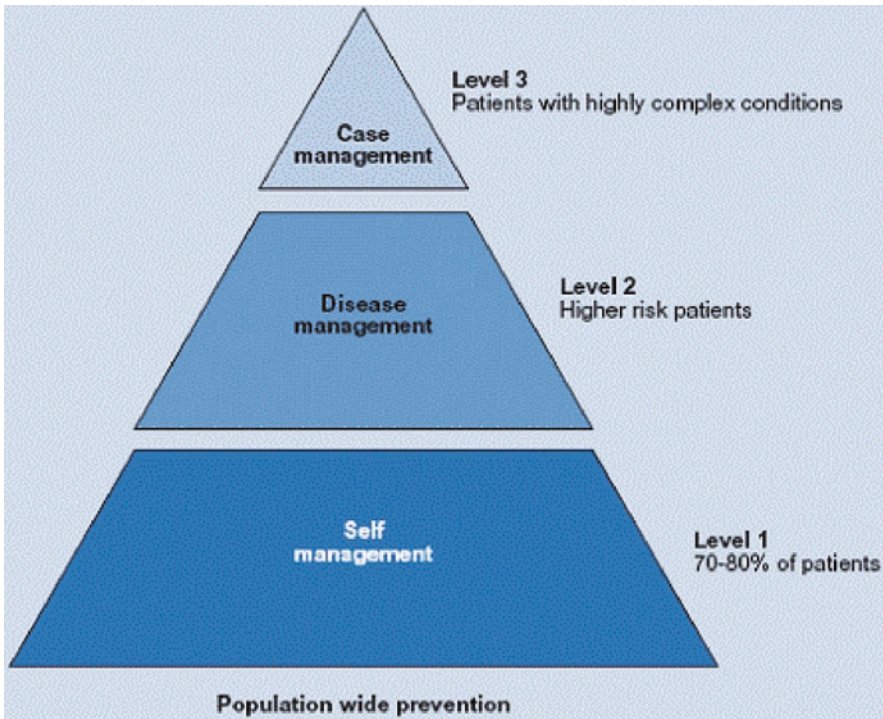 Level 3
Patients with highly complex conditions
Case
management
Level 2
Higher risk patients
Disease
management
Level 1
70-80% of patients
Self
management
Population wide prevention